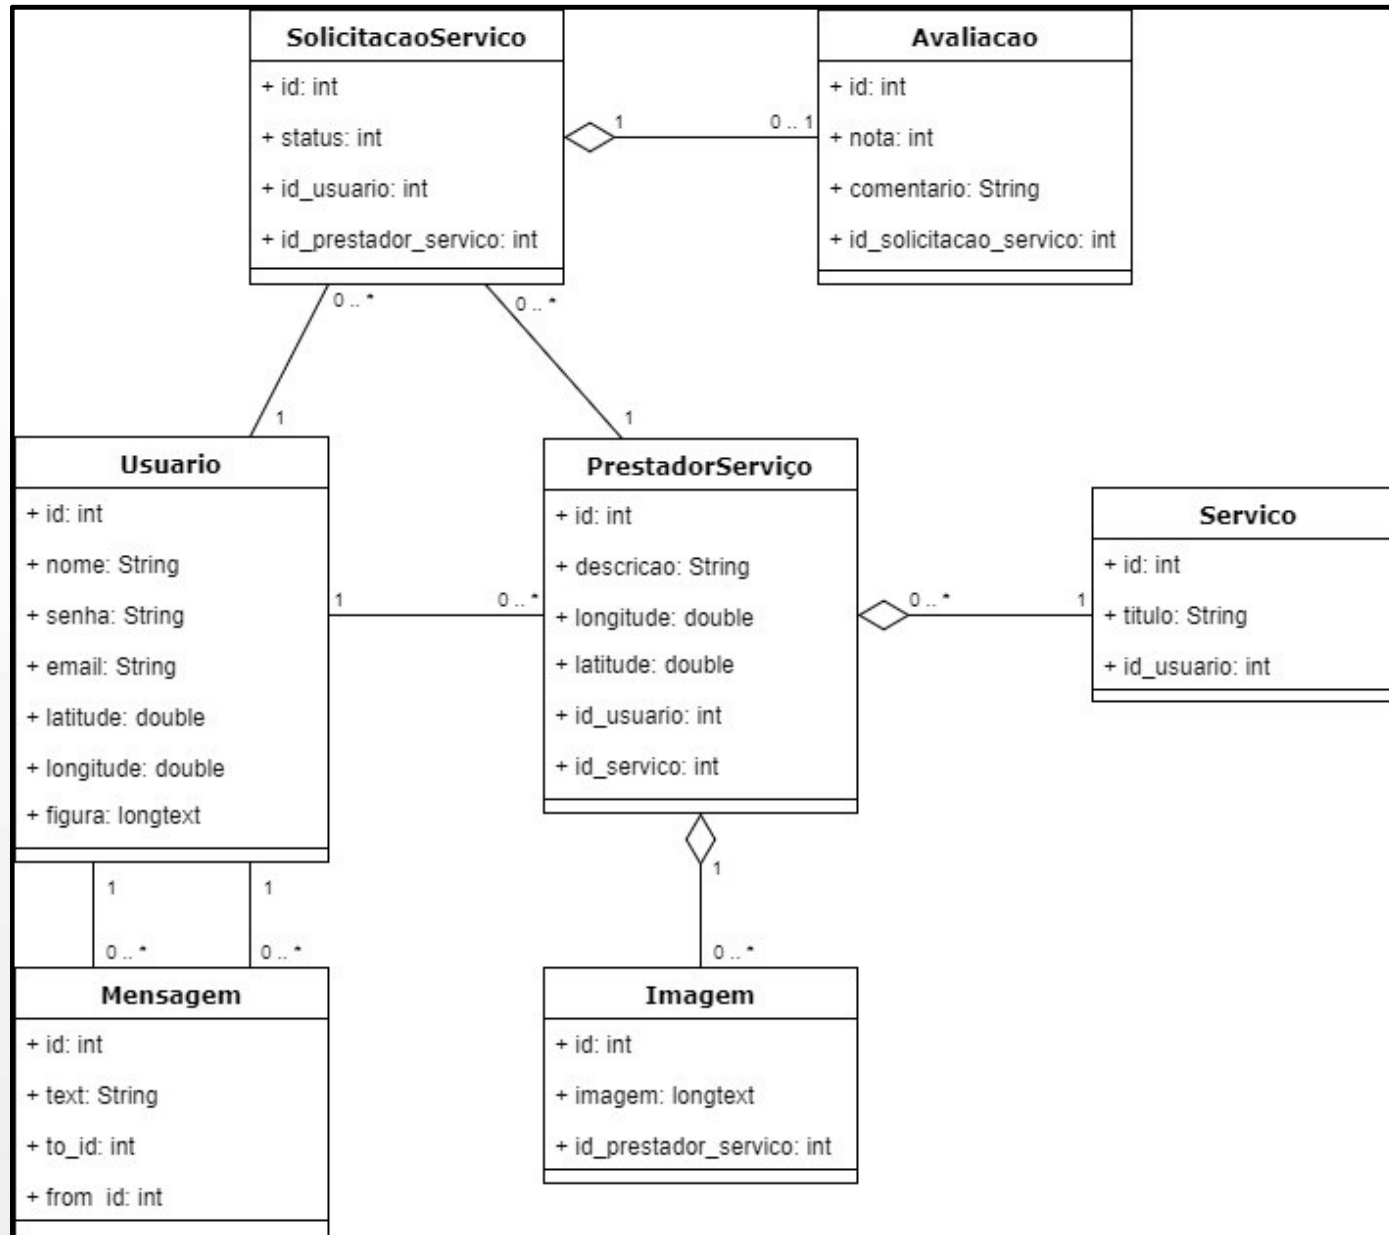 SolicitacaoServico
+ id: int
+ status: int
+ id_usuario: int
+ id_prestador_servico: int
Avaliacao
+ id: int
+ nota: int
+ comentario: String
+ id_solicitacao_servico: int
1
0 .. 1
0 .. *
0 .. *
1
1
Usuario
+ id: int
+ nome: String
+ senha: String
+ email: String
+ latitude: double
+ longitude: double
+ figura: longtext
1
0 .. *
PrestadorServiço
+ id: int
+ descricao: String
+ longitude: double
+ latitude: double
+ id_usuario: int
+ id_servico: int
0 .. *
1
Servico
+ id: int
+ titulo: String
+ id_usuario: int
1
1
0 .. *
0 .. *
1
0 .. *
Mensagem
+ id: int
+ text: String
+ to_id: int
+ from_id: int
Imagem
+ id: int
+ imagem: longtext
+ id_prestador_servico: int